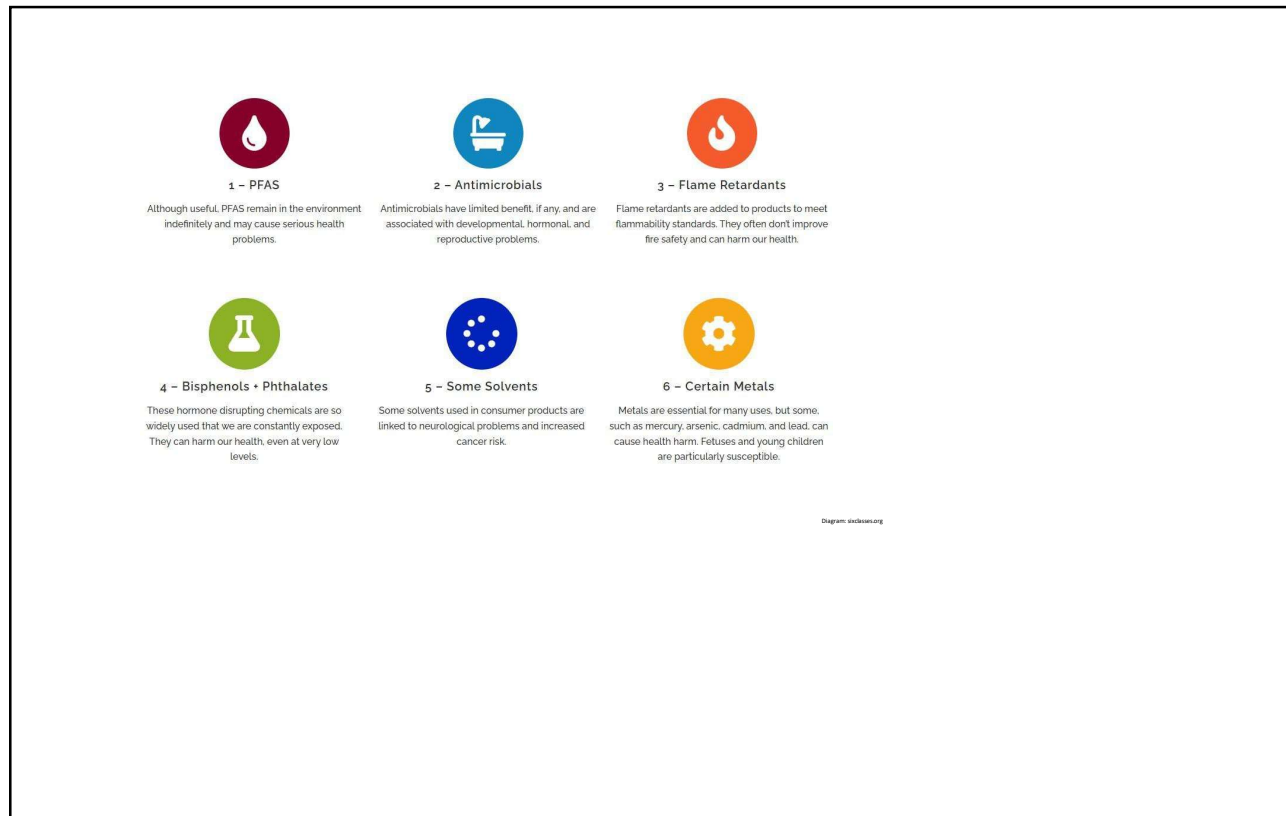 1 – PFAS
Although useful, PFAS remain in the environment
indefinitely and may cause serious health
problems.
2 – Antimicrobials
Antimicrobials have limited benefit, if any, and are
associated with developmental, hormonal, and
reproductive problems.
3 – Flame Retardants
Flame retardants are added to products to meet
flammability standards. They often don't improve
fire safety and can harm our health.
4 – Bisphenols + Phthalates
These hormone disrupting chemicals are so
widely used that we are constantly exposed.
They can harm our health, even at very low
levels.
5 – Some Solvents
Some solvents used in consumer products are
linked to neurological problems and increased
cancer risk.
6 – Certain Metals
Metals are essential for many uses, but some,
such as mercury, arsenic, cadmium, and lead, can
cause health harm. Fetuses and young children
are particularly susceptible.
Diagram: sixclasses.org